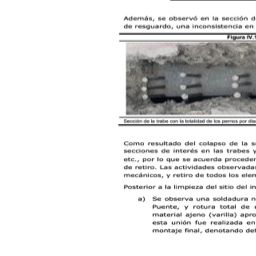 Además, se observó en la sección d
de resguardo, una inconsistencia en
Figura IV.1
Sección de la trabe con la totalidad de los pernos por dia
Como resultado del colapso de la s
secciones de interés en las trabes y
etc., por lo que se acuerda proceder
de retiro. Las actividades observada
mecánicos, y retiro de todos los elem
Posterior a la limpieza del sitio del in
a) Se observa una soldadura n
Puente, y rotura total de
material ajeno (varilla) apro
esta unión fue realizada en
montaje final, denotando def